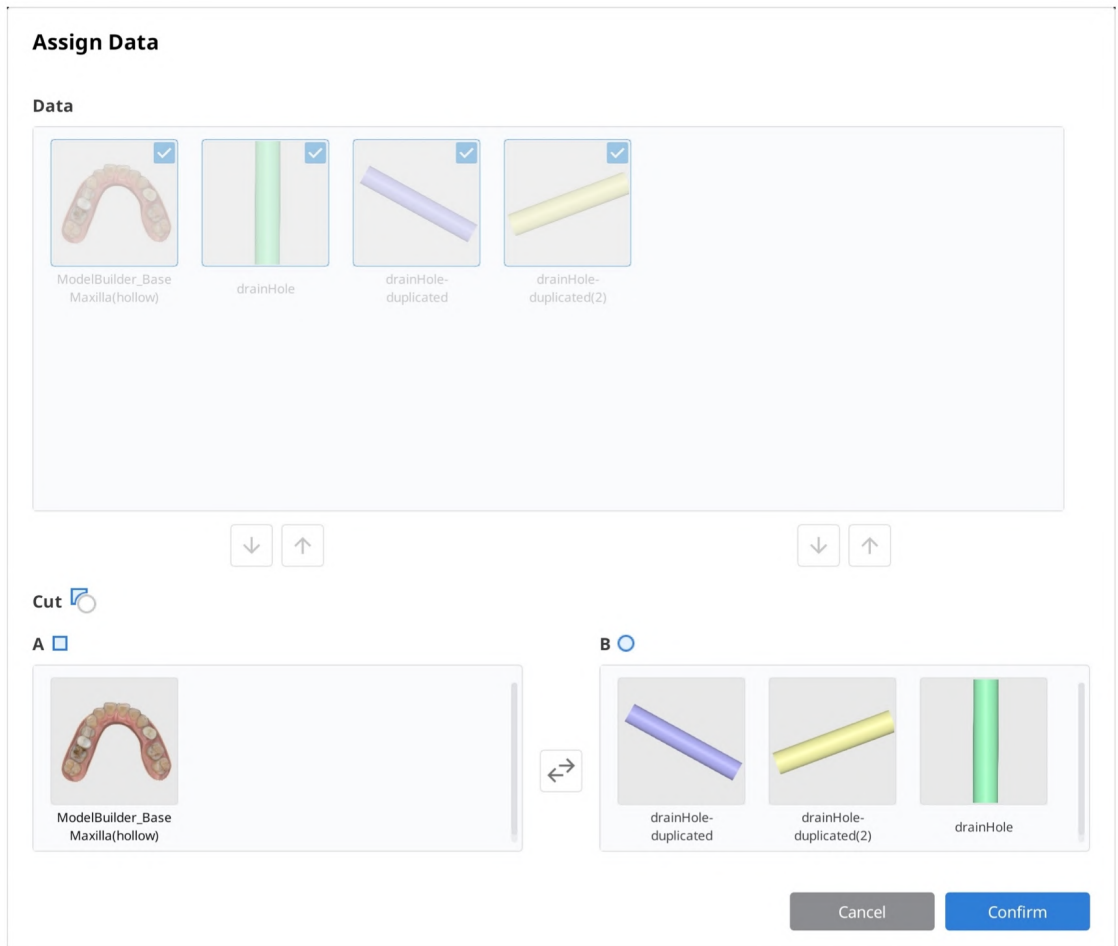 Assign Data
Data
ModelBuilder_Base
Maxilla(hollow)
drainHole
drainHole-
duplicated
drainHole-
duplicated(2)
Cut
A
B
ModelBuilder_Base
Maxilla(hollow)
drainHole-
duplicated
drainHole-
duplicated(2)
drainHole
Cancel
Confirm